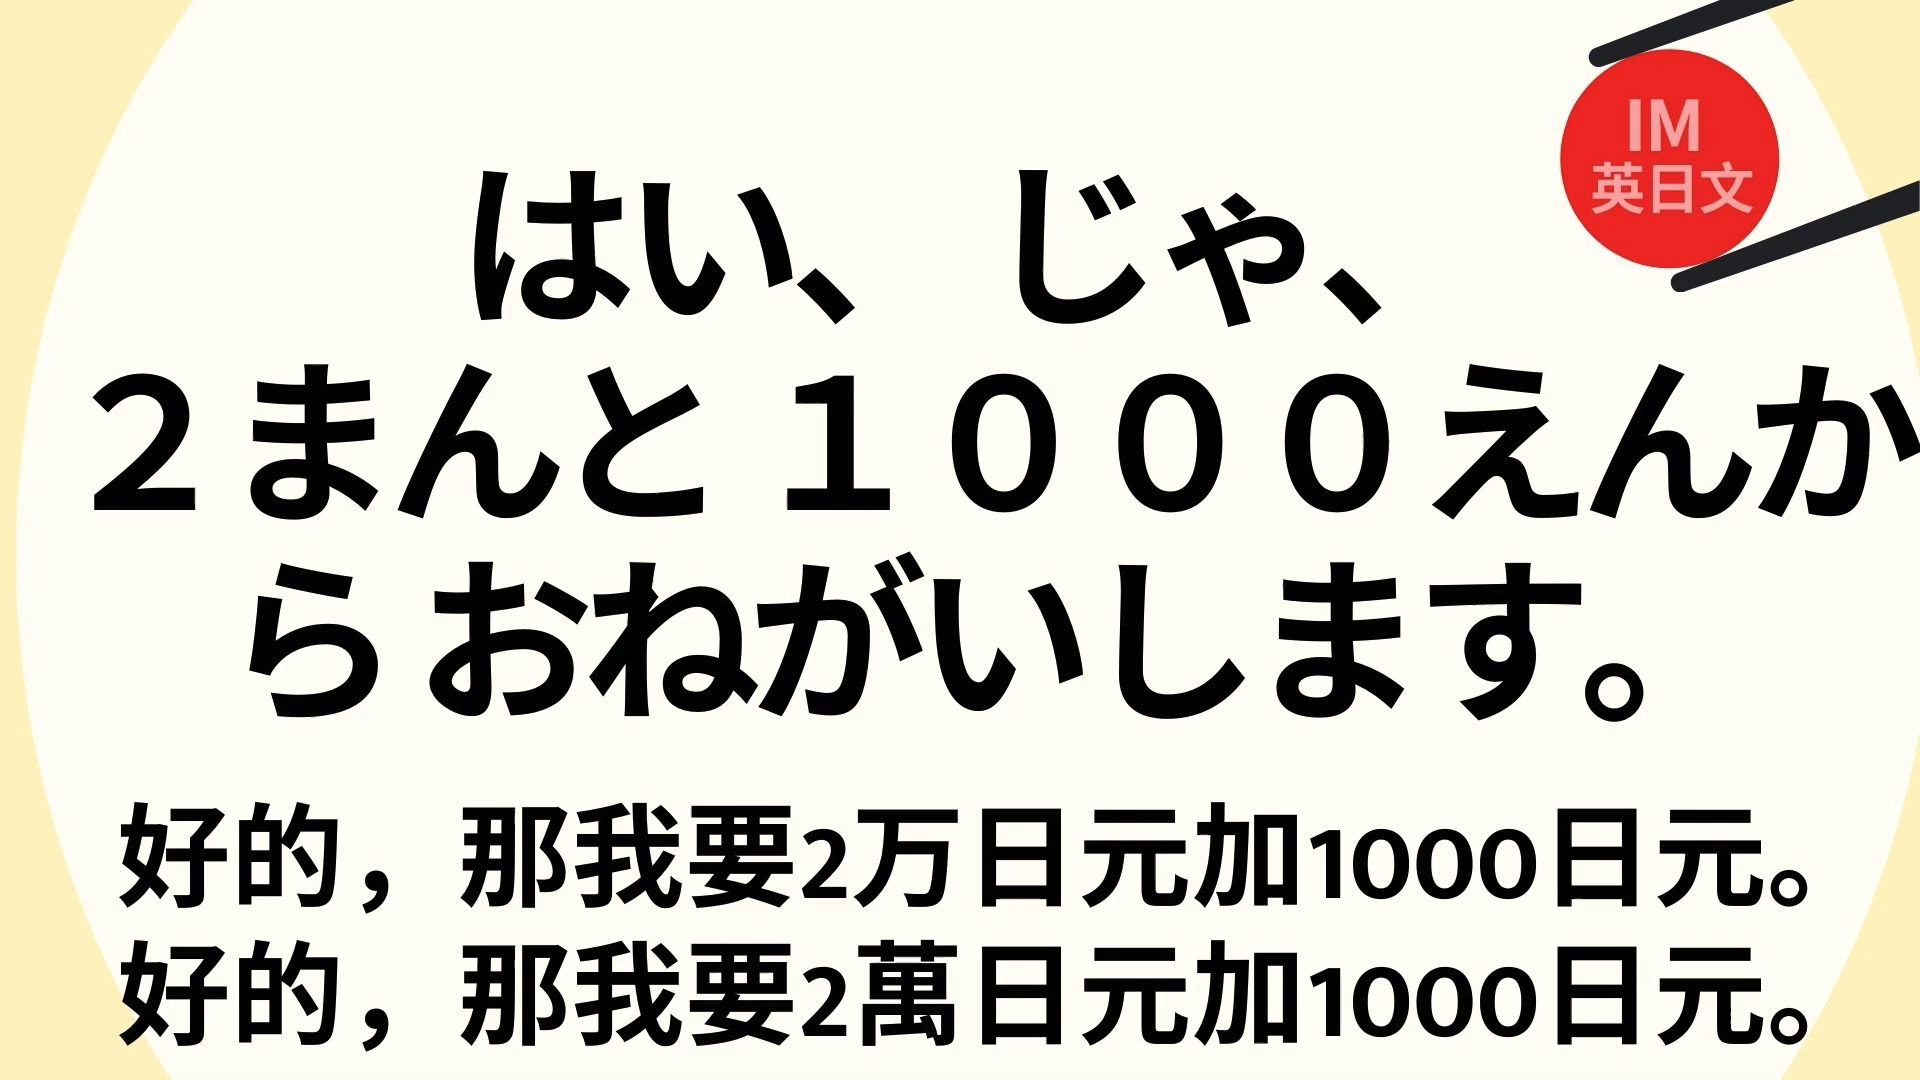 IM
英日文
はい、じゃ、
２まんと１０００えんか
らおねがいします。
好的，那我要2万日元加1000日元。
好的，那我要2萬日元加1000日元。